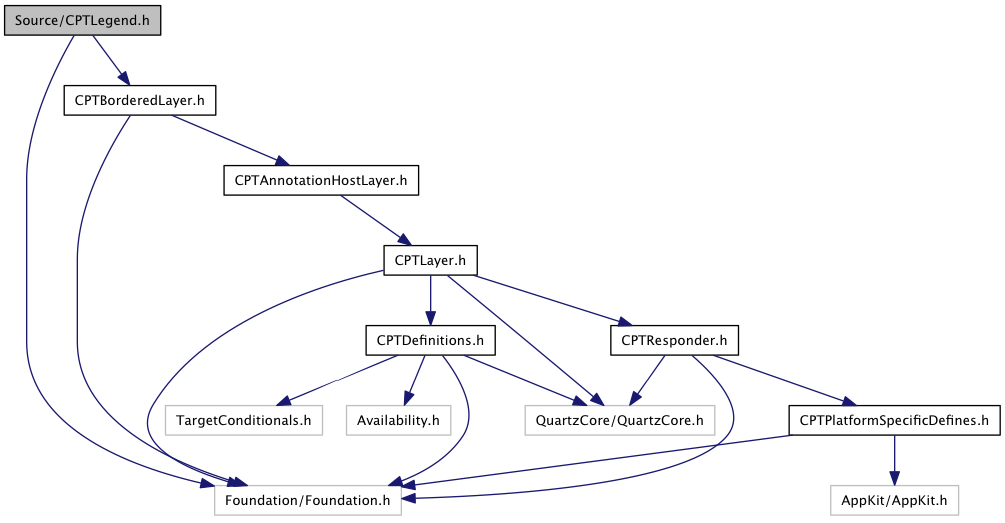 Source/CPTLegend.h
CPTBorderedLayer.h
CPTAnnotationHostLayer.h
CPTLayer.h
CPTDefinitions.h
CPTResponder.h
TargetConditionals.h
Availability.h
QuartzCore/QuartzCore.h
CPTPlatformSpecificDefines.h
Foundation/Foundation.h
AppKit/AppKit.h